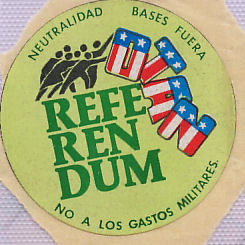 NEUTRALIDAD BASES FUERA
OTAN
REFE
REN
DUM
NO A LOS GASTOS MILITARES.